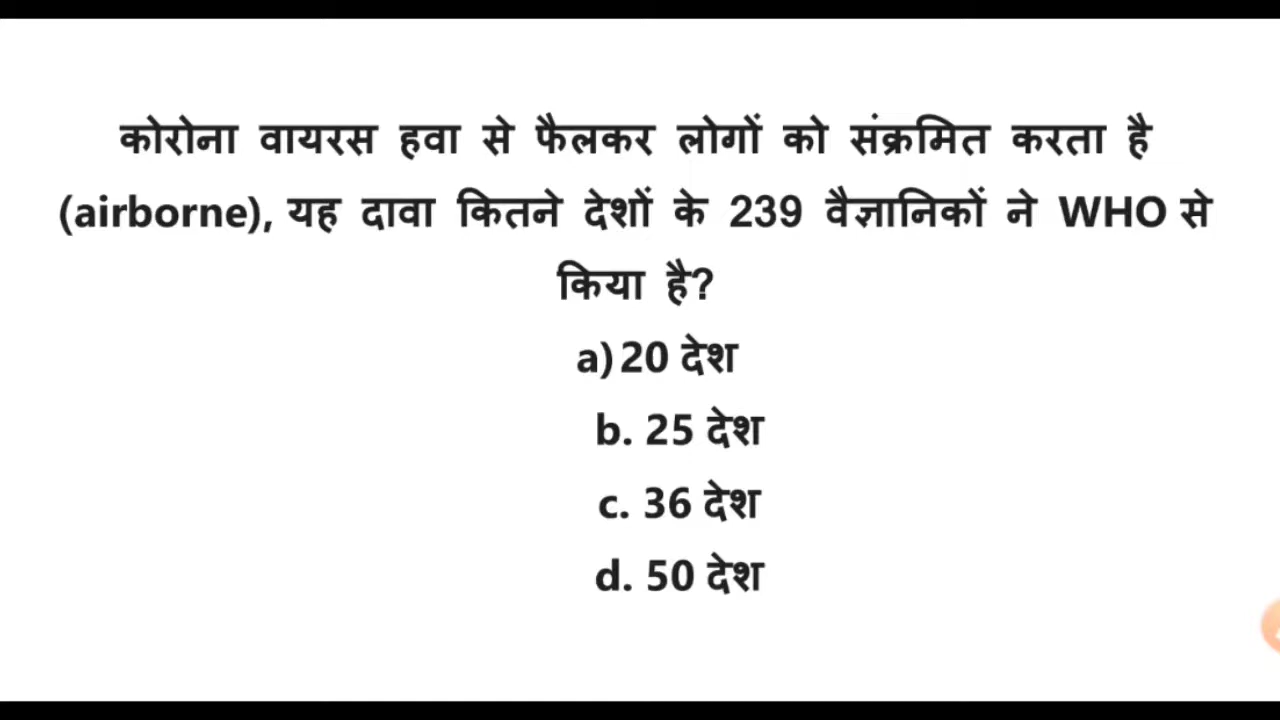 कोरोना वायरस हवा से फैलकर लोगों को संक्रमित करता है
(airborne), यह दावा कितने देशों के 239 वैज्ञानिकों ने WHO से
किया है?
a) 20 देश
b. 25 देश
c. 36 देश
d. 50 देश